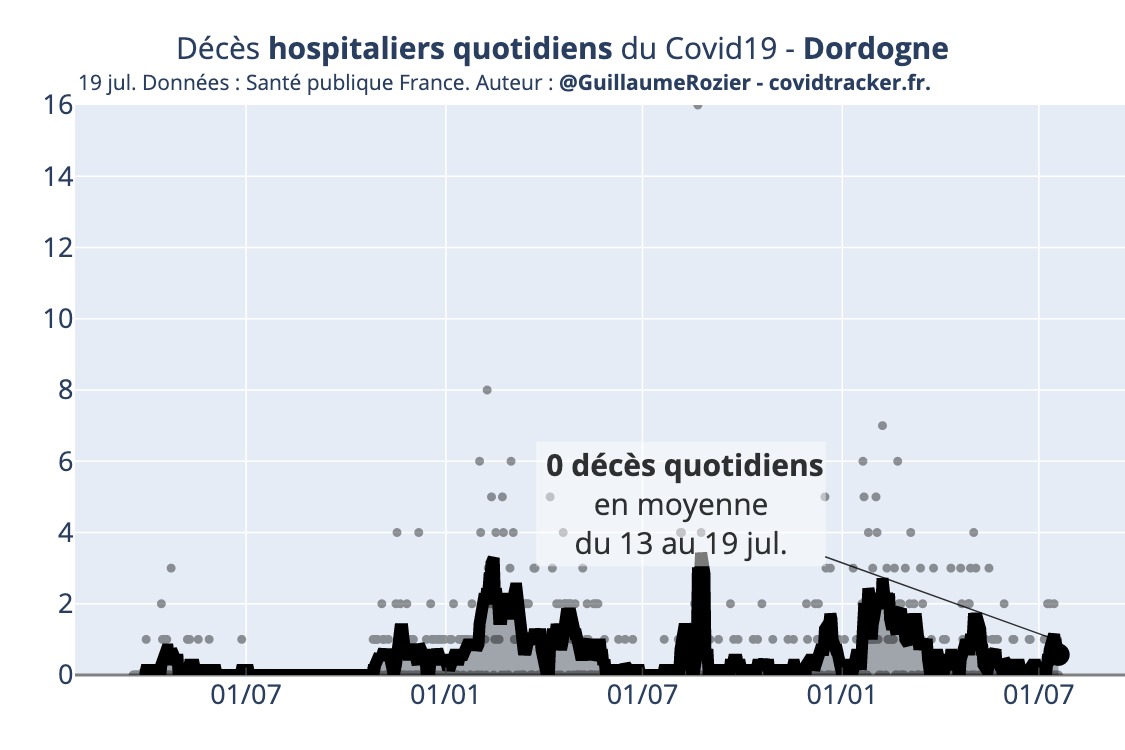 Décès hospitaliers quotidiens du Covid19 - Dordogne
19 jul. Données : Santé publique France. Auteur : @GuillaumeRozier - covidtracker.fr.
16
14
12
10
8
6
4
2
0
0 décès quotidiens
en moyenne
du 13 au 19 jul.
01/07
01/01
01/07
01/01
01/07